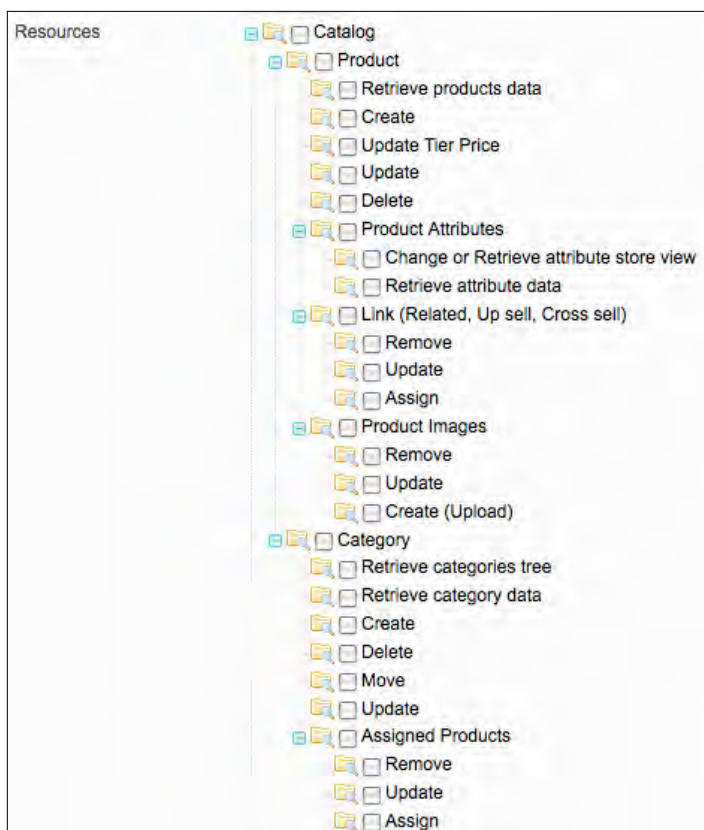 Resources
Catalog
Product
Retrieve products data
Create
Update Tier Price
Update
Delete
Product Attributes
Change or Retrieve attribute store view
Retrieve attribute data
Link (Related, Up sell, Cross sell)
Remove
Update
Assign
Product Images
Remove
Update
Create (Upload)
Category
Retrieve categories tree
Retrieve category data
Create
Delete
Move
Update
Assigned Products
Remove
Update
Assign